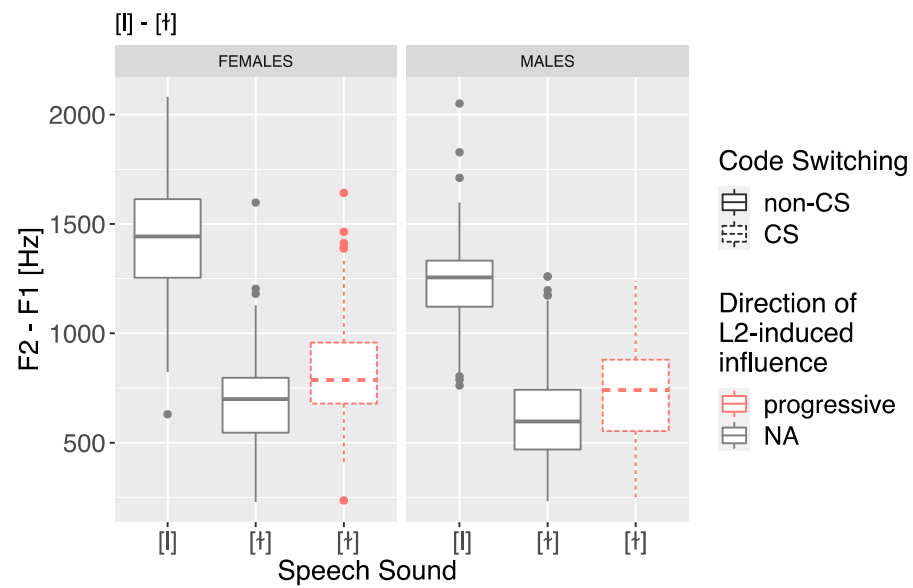 [l] - [ɫ]
FEMALES MALES
2000
1500
1000
500
F2 - F1 [Hz]
[l] [ɫ] [ɫ] [l] [ɫ] [ɫ]
Speech Sound
Code Switching
non-CS
CS
Direction of
L2-induced
influence
progressive
NA